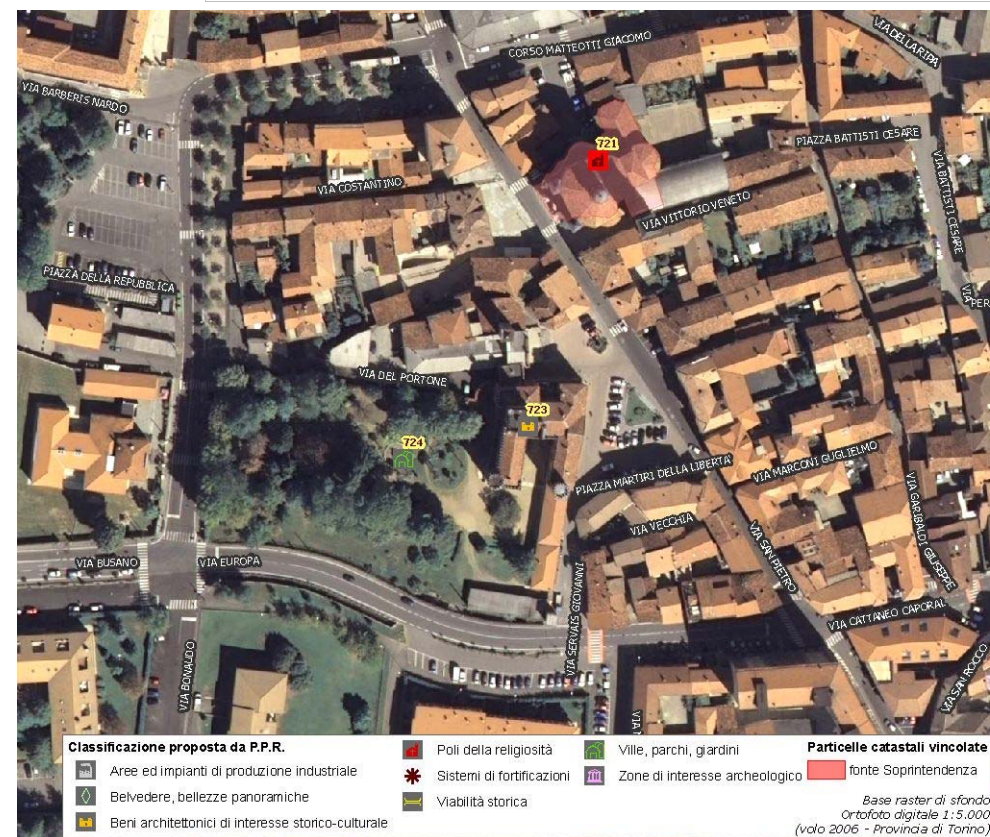 CORSO MATTEOTTI GIACOMO
VIA DELLA RIPA
VIA BARBERIS NARDO
721
PIAZZA BATTISTI CESARE
VIA BATTISTI CESARE
VIA COSTANTINO
VIA VITTORIO VENETO
PIAZZA DELLA REPUBBLICA
VIA
PER
VIA DEL PORTONE
723
724
PIAZZA MARTIRI DELLA LIBERTA'
VIA MARCONI GUGLIELMO
VIA VECCHIA
VIA GARIBALDI GIUSEPPE
VIA SAN PIETRO
VIA BUSANO
VIA EUROPA
VIA SERVAIS GIOVANNI
VIA CATTANEO CAPORAL
VIA BONAUDO
VIA SAN ROCCO
VIA
Classificazione proposta da P.P.R.
Aree ed impianti di produzione industriale
Belvedere, bellezze panoramiche
Beni architettonici di interesse storico-culturale
Poli della religiosità
Sistemi di fortificazioni
Viabilità storica
Ville, parchi, giardini
Zone di interesse archeologico
Particelle catastali vincolate
fonte Soprintendenza
Base raster di sfondo
Ortofoto digitale 1:5.000
(volo 2006 - Provincia di Torino)